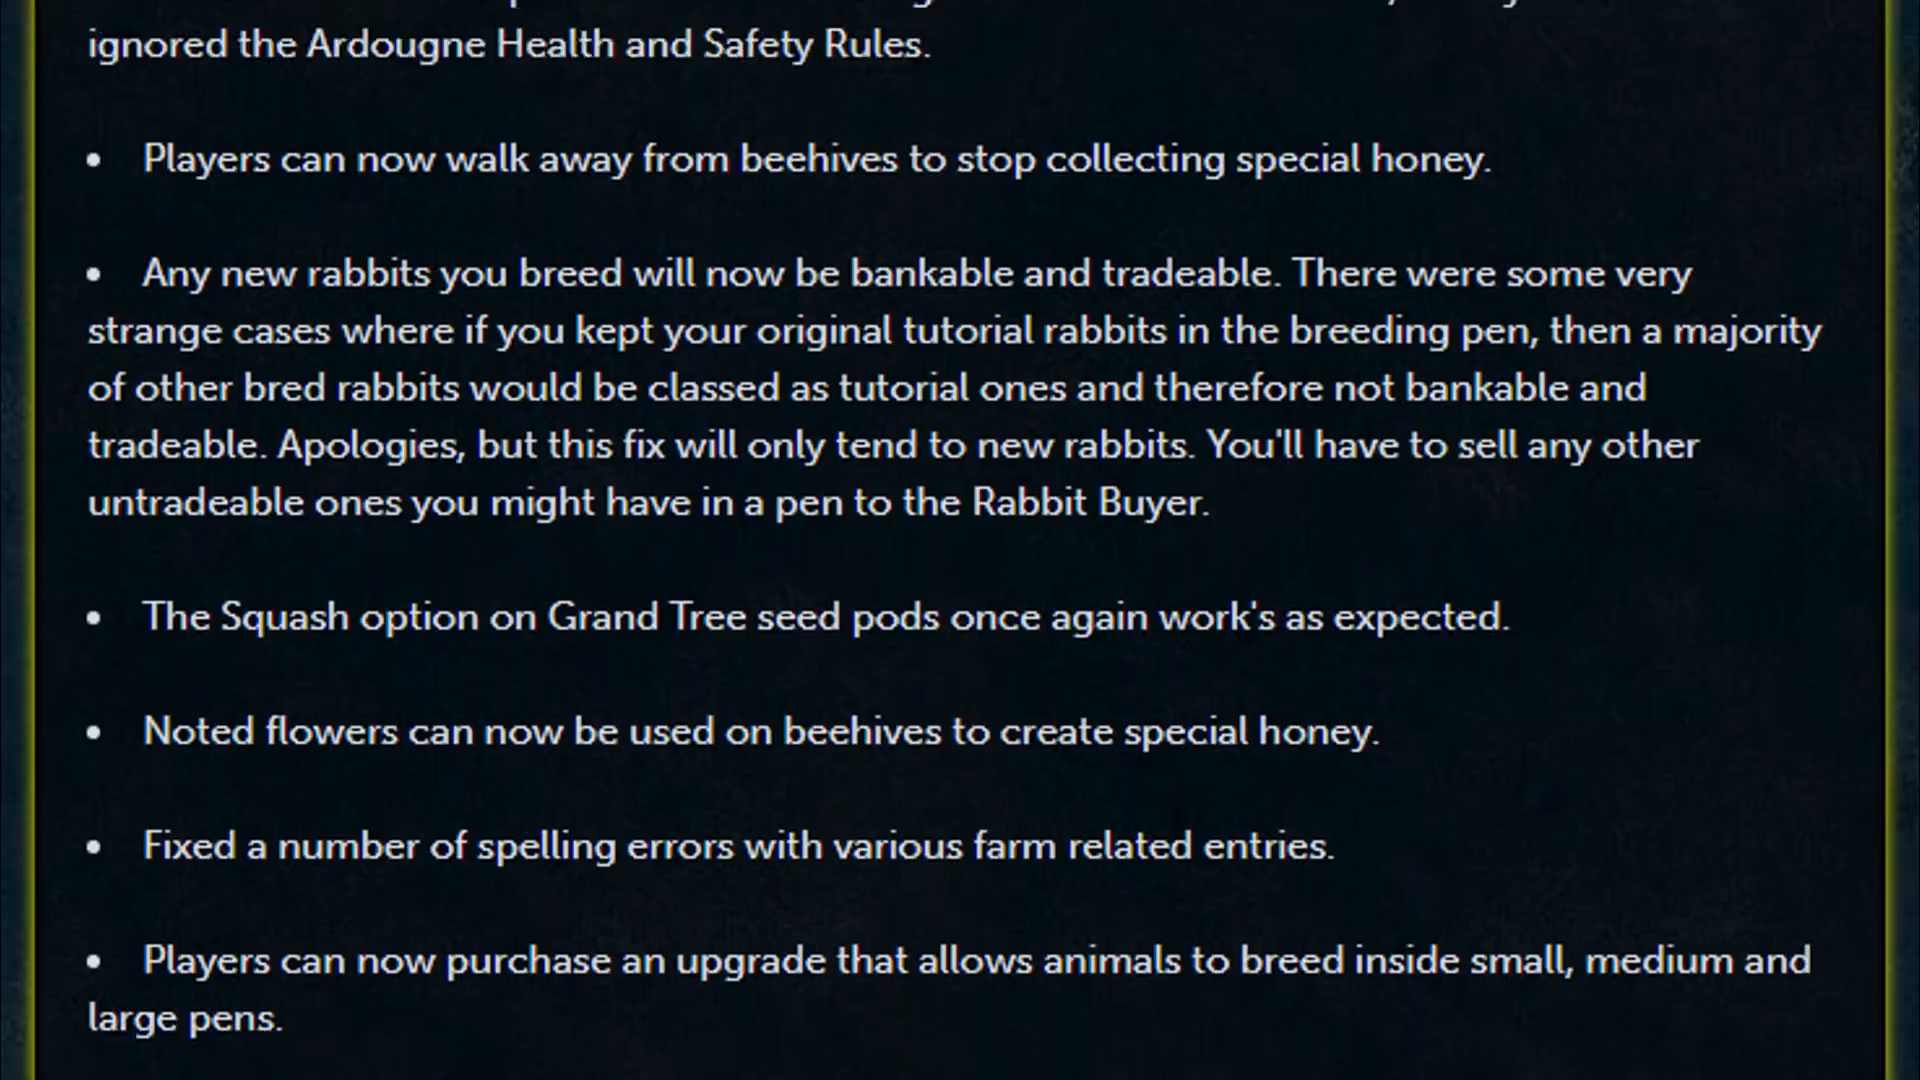 ignored the Ardougne Health and Safety Rules.
• Players can now walk away from beehives to stop collecting special honey.
• Any new rabbits you breed will now be bankable and tradeable. There were some very
strange cases where if you kept your original tutorial rabbits in the breeding pen, then a majority
of other bred rabbits would be classed as tutorial ones and therefore not bankable and
tradeable. Apologies, but this fix will only tend to new rabbits. You'll have to sell any other
untradeable ones you might have in a pen to the Rabbit Buyer.
• The Squash option on Grand Tree seed pods once again work's as expected.
• Noted flowers can now be used on beehives to create special honey.
• Fixed a number of spelling errors with various farm related entries.
• Players can now purchase an upgrade that allows animals to breed inside small, medium and
large pens.